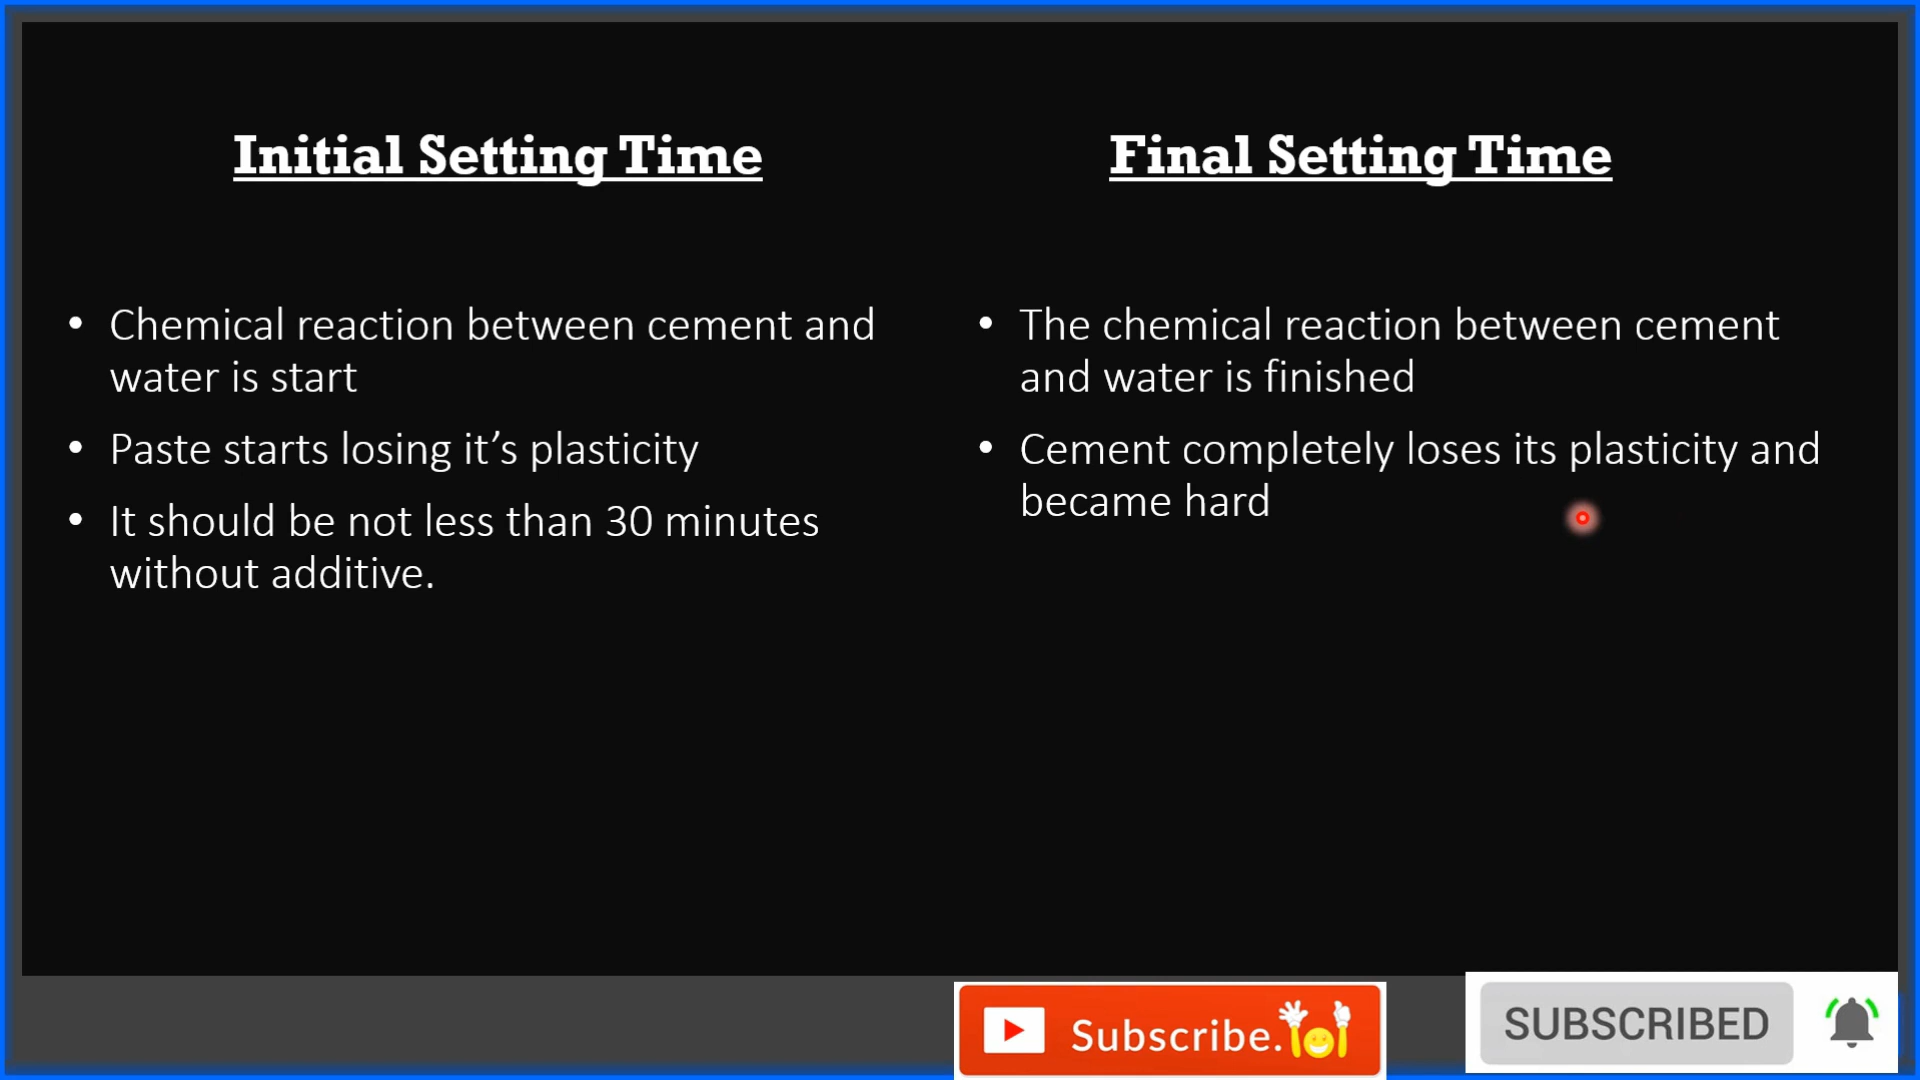 Initial Setting Time
Chemical reaction between cement and
water is start
Paste starts losing it’s plasticity
It should be not less than 30 minutes
without additive.
Final Setting Time
The chemical reaction between cement
and water is finished
Cement completely loses its plasticity and
became hard
Subscribe.
SUBSCRIBED